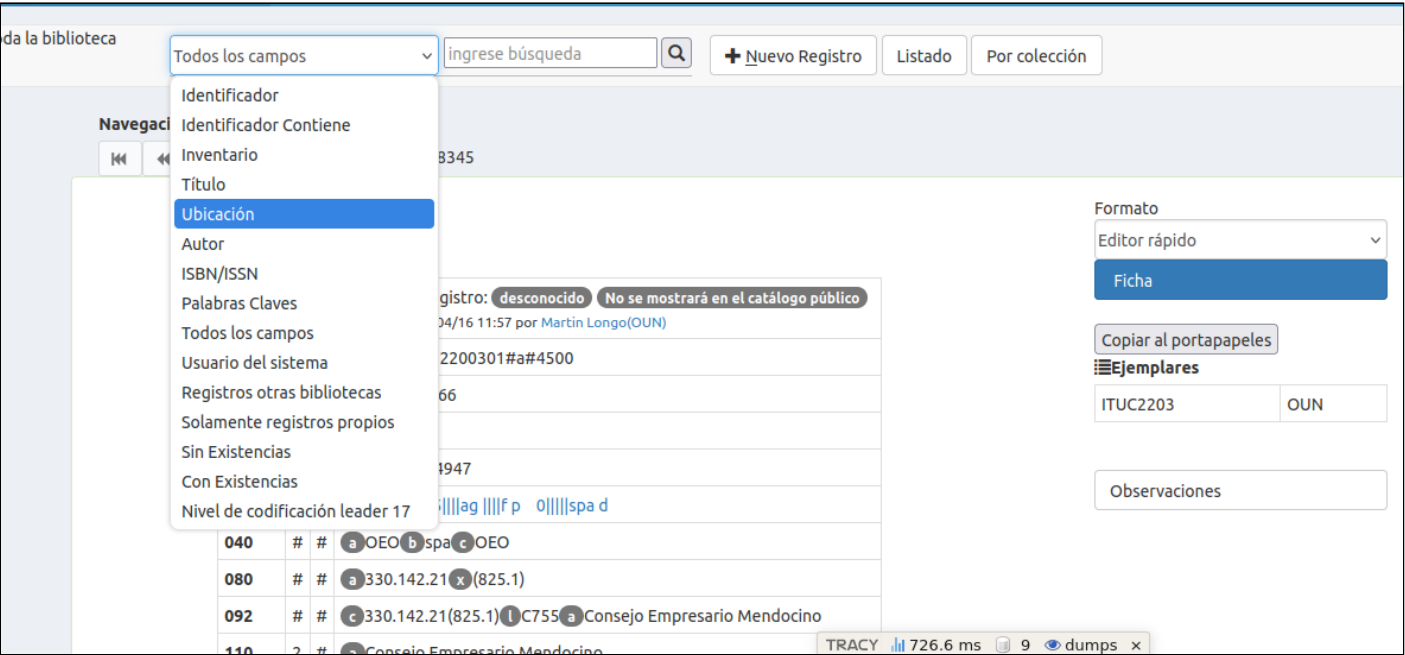 da la biblioteca
Todos los campos
ingrese búsqueda
Nuevo Registro
Listado
Por colección
Identificador
Identificador Contiene
Inventario
Título
Ubicación
Autor
ISBN/ISSN
Palabras Claves
Todos los campos
Usuario del sistema
Registros otras bibliotecas
Solamente registros propios
Sin Existencias
Con Existencias
Nivel de codificación leader 17
Navegaci
8345
gistro: desconocido No se mostrará en el catálogo público
04/16 11:57 por Martin Longo(OUN)
2200301#a#4500
66
4947
||||ag ||||f p 0|||||spa d
040 # # a OEO b spa c OEO
080 # # a 330.142.21 x (825.1)
092 # # c 330.142.21(825.1) l C755 a Consejo Empresario Mendocino
110 2 # a Consejo Empresario Mendocino
Formato
Editor rápido
Ficha
Copiar al portapapeles
Ejemplares
ITUC2203 OUN
Observaciones
TRACY 726.6 ms 9 dumps x